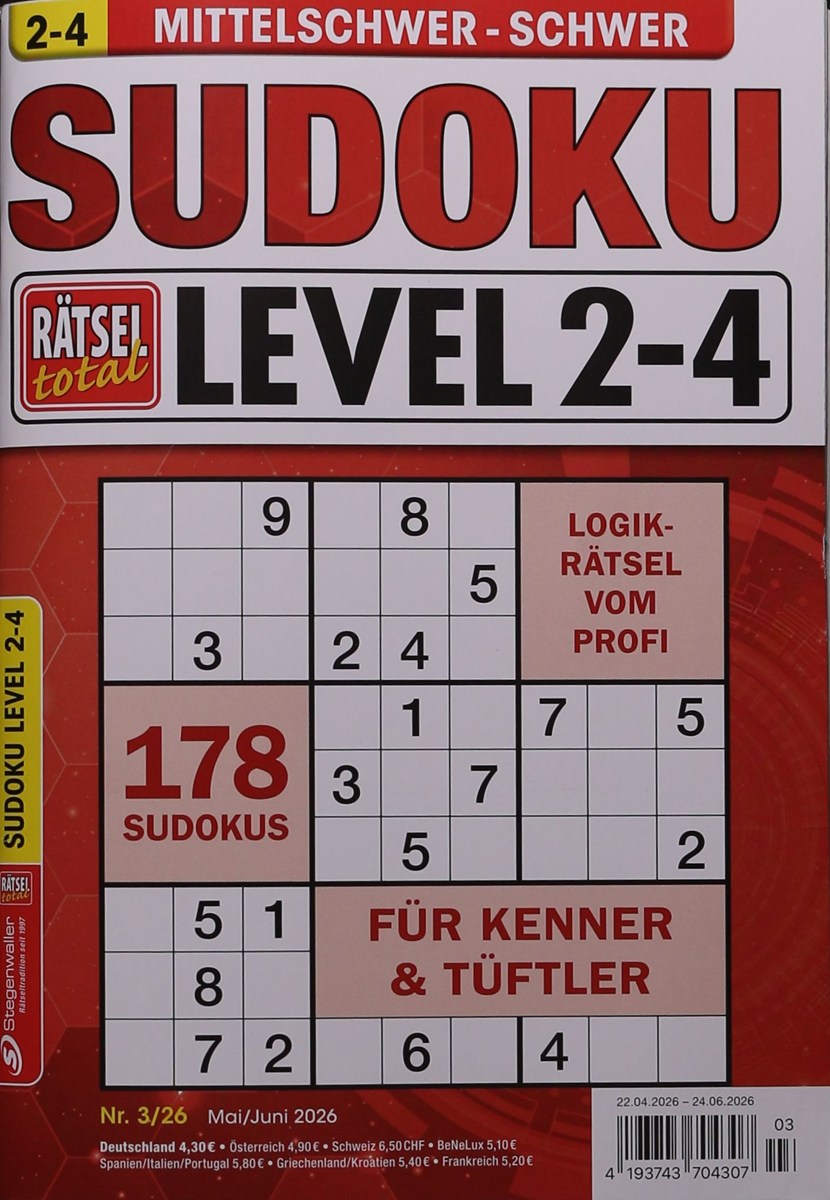 2-4 MITTELSCHWER - SCHWER
SUDOKU
RÄTSEL
total
LEVEL 2-4
9 8
5
3 2 4
LOGIK-
RÄTSEL
VOM
PROFI
178
SUDOKUS
1 7 5
3 7
5 2
5 1
8
7 2 6 4
FÜR KENNER
& TÜFTLER
SUDOKU LEVEL 2-4
RÄTSEL
total
Stegenwaller
Rätseltradition seit 1997
Nr. 3/26 Mai/Juni 2026
Deutschland 4,30 € • Österreich 4,90 € • Schweiz 6,50 CHF • BeNeLux 5,10 €
Spanien/Italien/Portugal 5,80 € • Griechenland/Kroatien 5,40 € • Frankreich 5,20 €
22.04.2026 – 24.06.2026
03
4 193743 704307